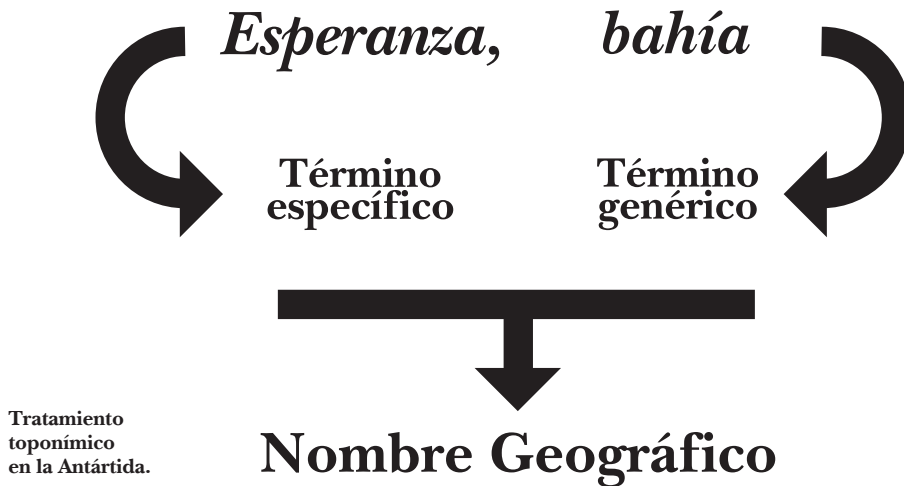 Esperanza, bahía
Término
específico
Término
genérico
Tratamiento
toponímico
en la Antártida.
Nombre Geográfico